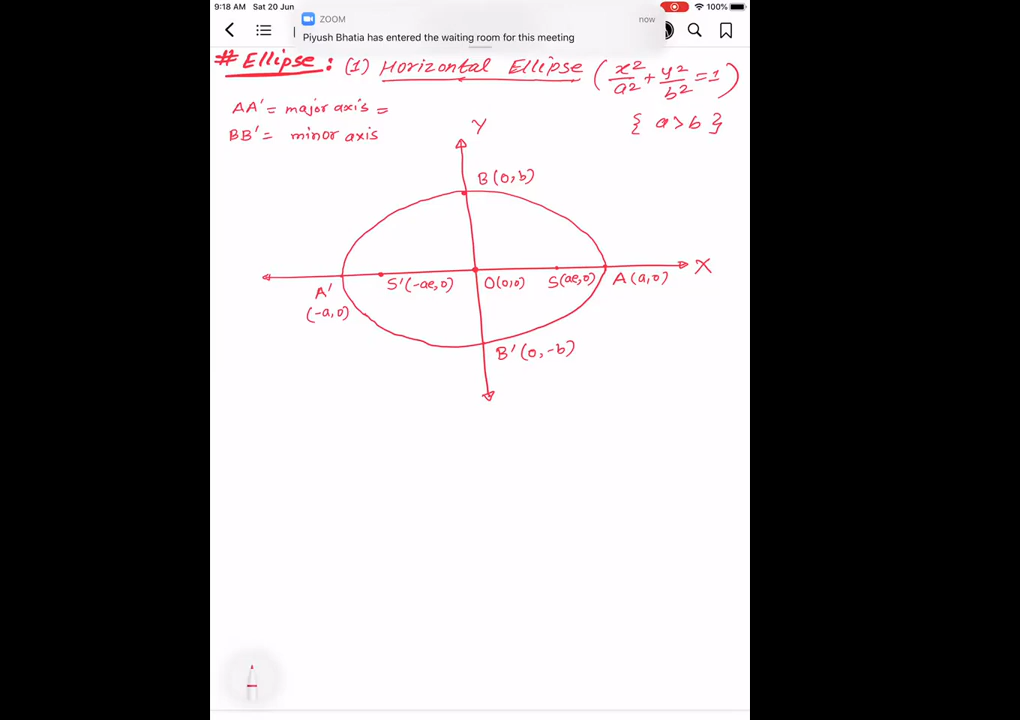 9:18 AM Sat 20 Jun
100%
ZOOM
now
Piyush Bhatia has entered the waiting room for this meeting
# Ellipse : (1) Horizontal Ellipse (x²/a² + y²/b² = 1)
AA' = major axis =
{ a > b }
BB' = minor axis
Y
B(0,b)
X
S'(-ae,0) O(0,0) S(ae,0) A(a,0)
A'
(-a,0)
B'(0,-b)